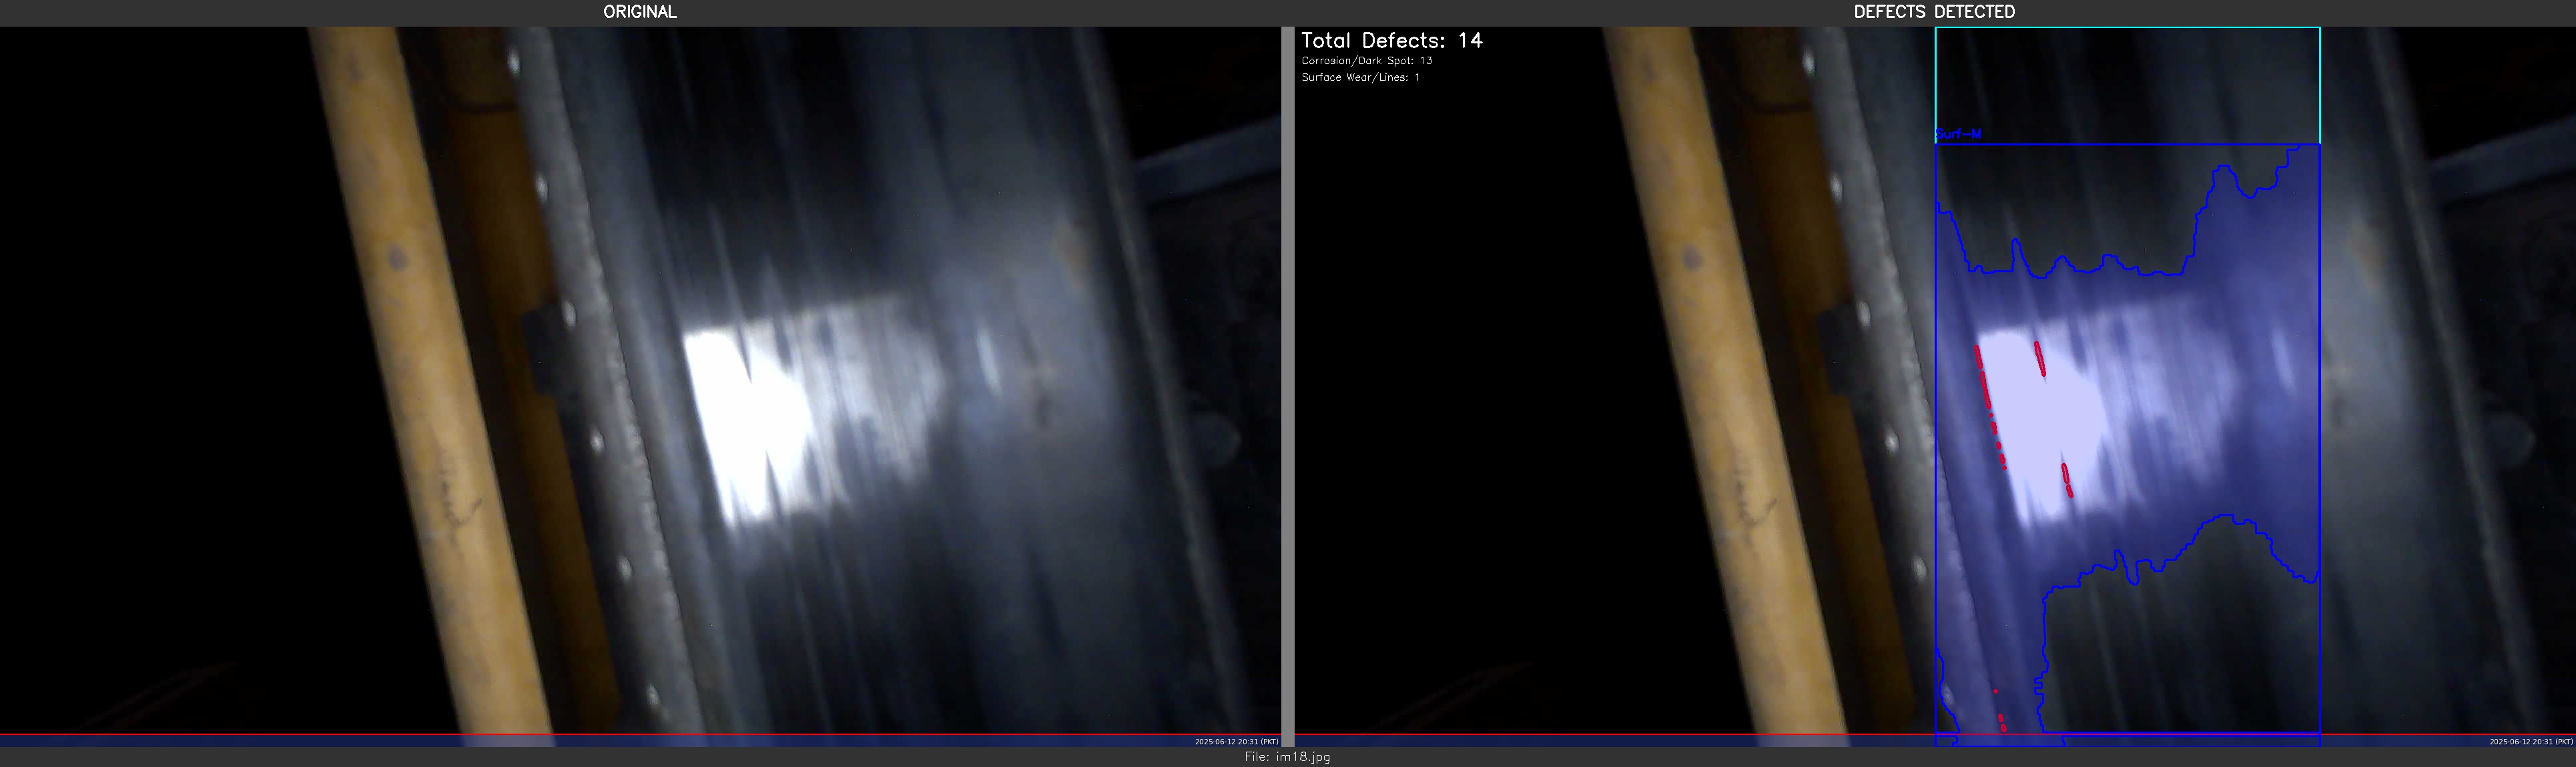 ORIGINAL
DEFECTS DETECTED
Total Defects: 14
Corrosion/Dark Spot: 13
Surface Wear/Lines: 1
Surf-M
2025-06-12 20:31 (PKT)
2025-06-12 20:31 (PKT)
File: im18.jpg